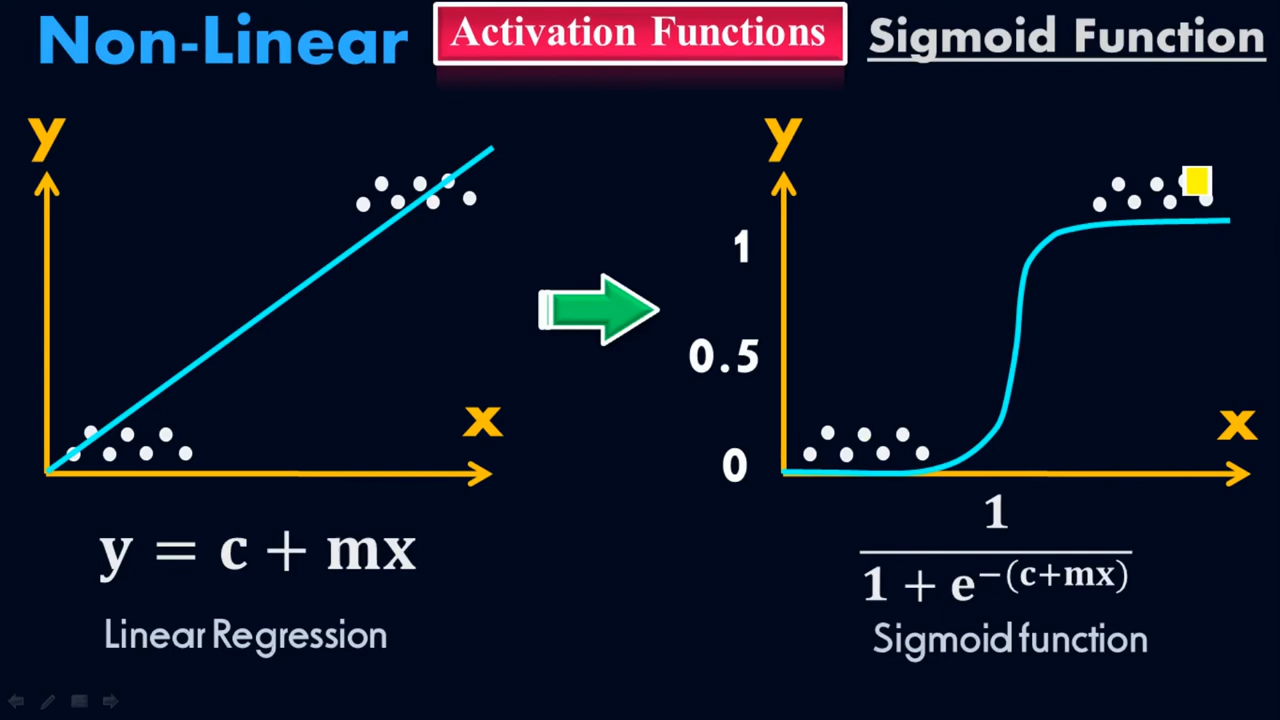 Non-Linear
Activation Functions
Sigmoid Function
y
x
y = c + mx
Linear Regression
y
1
0.5
0
x
1
1 + e^−(c+mx)
Sigmoid function